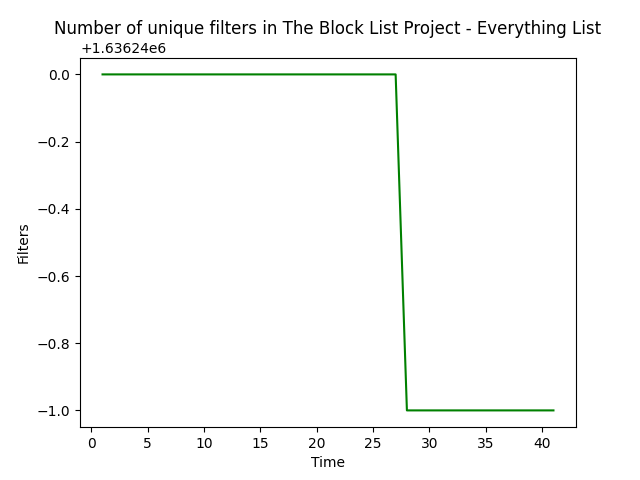 Number of unique filters in The Block List Project - Everything List
+1.63624e6
0.0
−0.2
−0.4
−0.6
−0.8
−1.0
Filters
0 5 10 15 20 25 30 35 40
Time